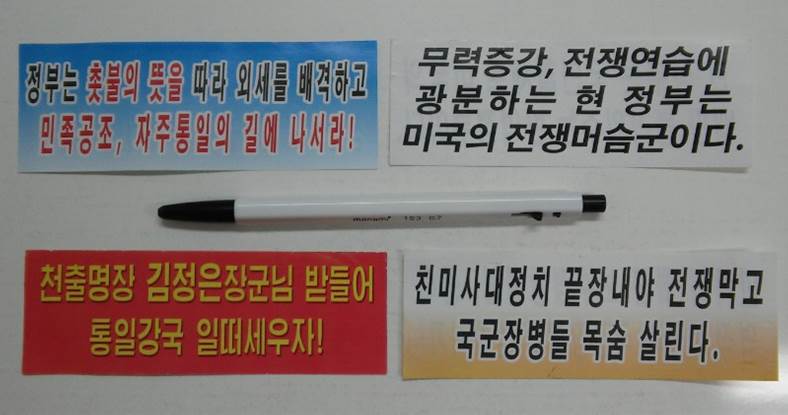 정부는 촛불의 뜻을 따라 외세를 배격하고
민족공조, 자주통일의 길에 나서라!
무력증강, 전쟁연습에
광분하는 현 정부는
미국의 전쟁머슴군이다.
monami 153 0.7
천출명장 김정은장군님 받들어
통일강국 일떠세우자!
친미사대정치 끝장내야 전쟁막고
국군장병들 목숨 살린다.